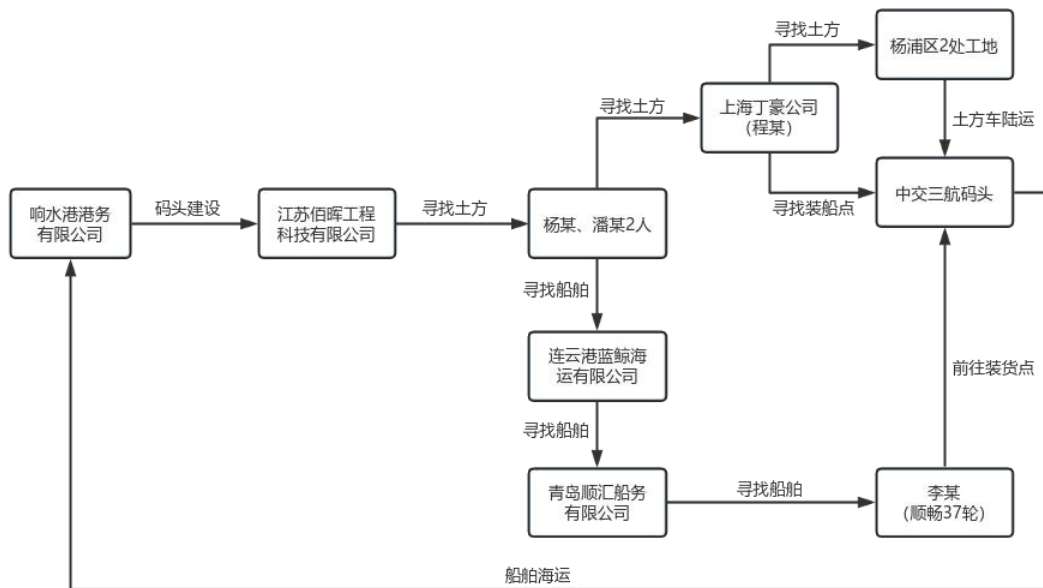 寻找土方
杨浦区2处工地
寻找土方
上海丁豪公司
（程某）
土方车陆运
响水港港务
有限公司
码头建设
江苏佰晖工程
科技有限公司
寻找土方
杨某、潘某2人
寻找装船点
中交三航码头
寻找船舶
连云港蓝鲸海
运有限公司
前往装货点
寻找船舶
青岛顺汇船务
有限公司
寻找船舶
李某
（顺畅37轮）
船舶海运